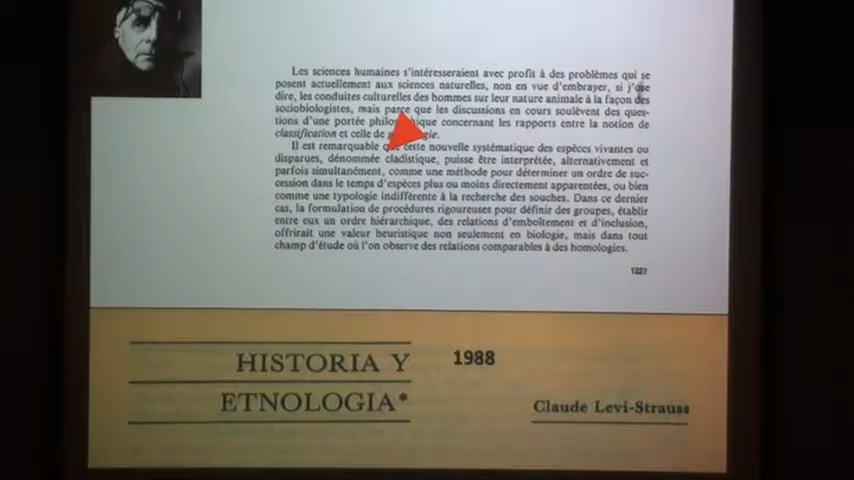 Les sciences humaines s'intéresseraient avec profit à des problèmes qui se
posent actuellement aux sciences naturelles, non en vue d'embrayer, si j'ose
dire, les conduites culturelles des hommes sur leur nature animale à la façon des
sociobiologistes, mais parce que les discussions en cours soulèvent des ques-
tions d'une portée philosophique concernant les rapports entre la notion de
classification et celle de
Il est remarquable que cette nouvelle systématique des espèces vivantes ou
disparues, dénommée cladistique, puisse être interprétée, alternativement et
parfois simultanément, comme une méthode pour déterminer un ordre de suc-
cession dans le temps d'espèces plus ou moins directement apparentées, ou bien
comme une typologie indifférente à la recherche des souches. Dans ce dernier
cas, la formulation de procédures rigoureuses pour définir des groupes, établir
entre eux un ordre hiérarchique, des relations d'emboîtement et d'inclusion,
offrirait une valeur heuristique non seulement en biologie, mais dans tout
champ d'étude où l'on observe des relations comparables à des homologies.
1227
HISTORIA Y
ETNOLOGIA*
1988
Claude Levi-Strauss